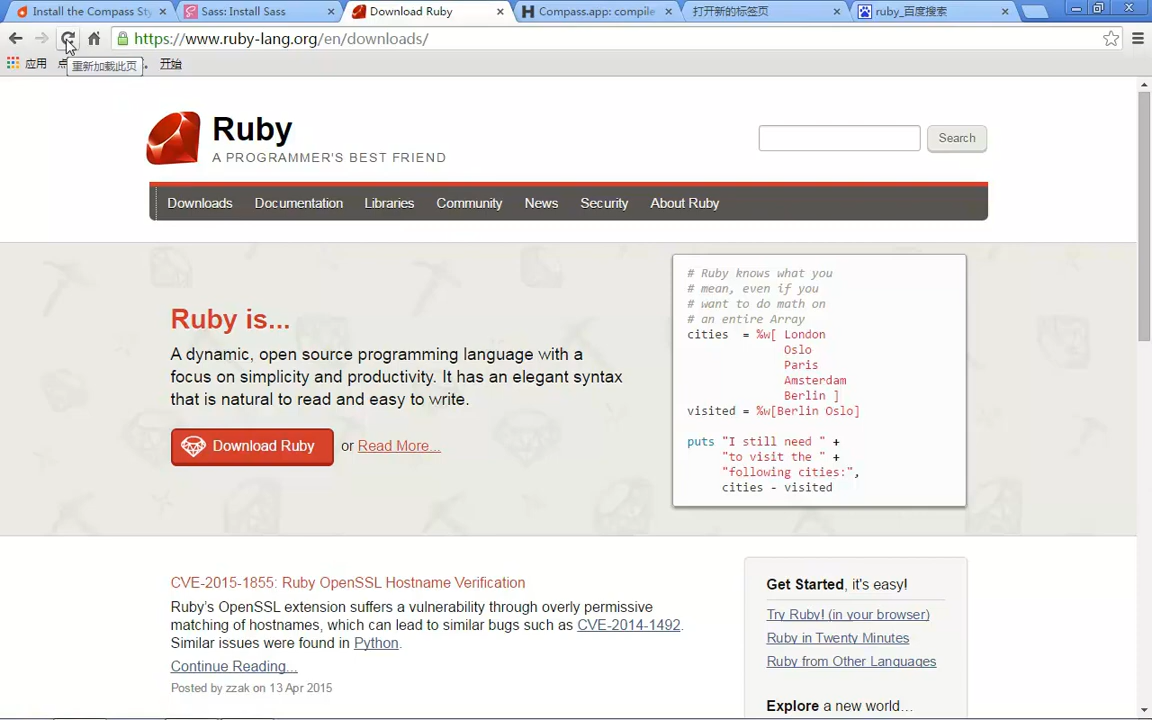 Install the Compass Sty
Sass: Install Sass
Download Ruby
Compass.app: compile
打开新的标签页
ruby_百度搜索
https://www.ruby-lang.org/en/downloads/
应用
重新加载此页
开始
Ruby
A PROGRAMMER'S BEST FRIEND
Search
Downloads Documentation Libraries Community News Security About Ruby
Ruby is...
A dynamic, open source programming language with a
focus on simplicity and productivity. It has an elegant syntax
that is natural to read and easy to write.
Download Ruby or Read More...
# Ruby knows what you
# mean, even if you
# want to do math on
# an entire Array
cities = %w[ London
Oslo
Paris
Amsterdam
Berlin ]
visited = %w[Berlin Oslo]
puts "I still need " +
"to visit the " +
"following cities:",
cities - visited
CVE-2015-1855: Ruby OpenSSL Hostname Verification
Ruby's OpenSSL extension suffers a vulnerability through overly permissive
matching of hostnames, which can lead to similar bugs such as CVE-2014-1492.
Similar issues were found in Python.
Continue Reading...
Posted by zzak on 13 Apr 2015
Get Started, it's easy!
Try Ruby! (in your browser)
Ruby in Twenty Minutes
Ruby from Other Languages
Explore a new world…